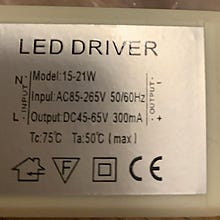 LED DRIVER
N Model:15-21W -
INPUT Input:AC85-265V 50/60Hz OUTPUT
L Output:DC45-65V 300mA +
Tc:75℃ Ta:50℃ (max)
F CE